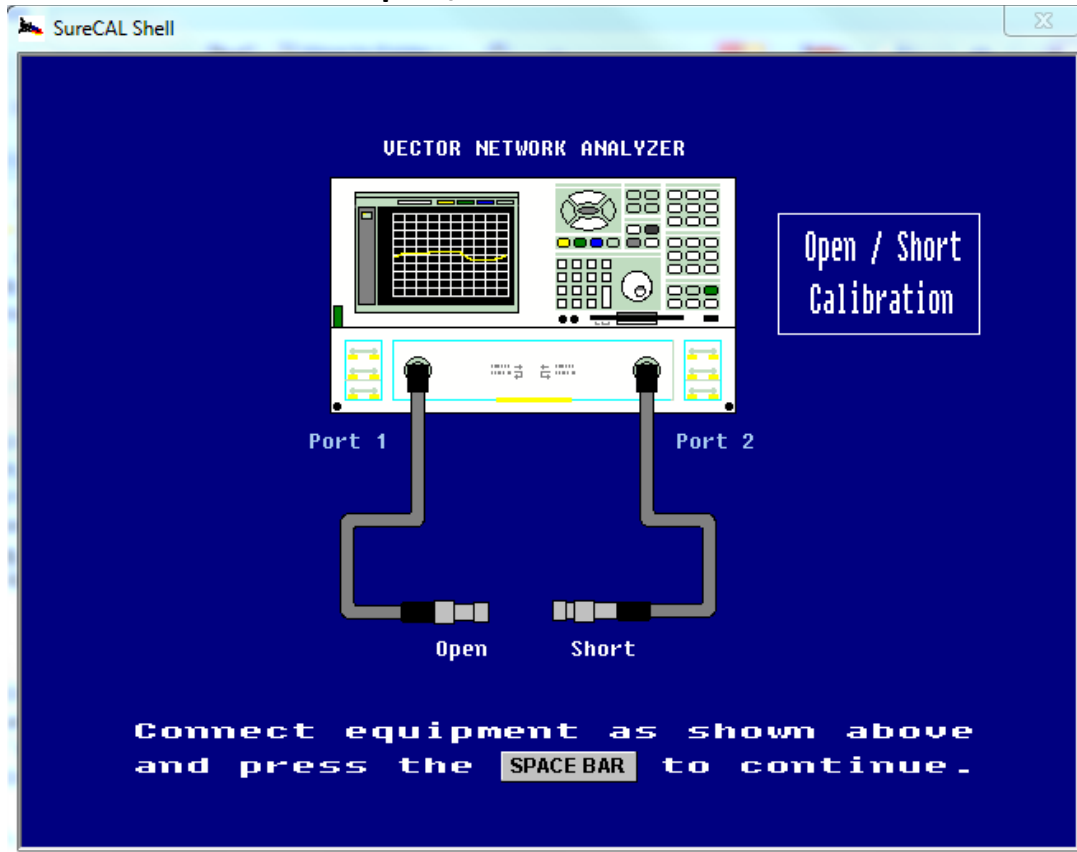 SureCAL Shell
VECTOR NETWORK ANALYZER
Open / Short
Calibration
Port 1
Port 2
Open
Short
Connect equipment as shown above
and press the SPACE BAR to continue.